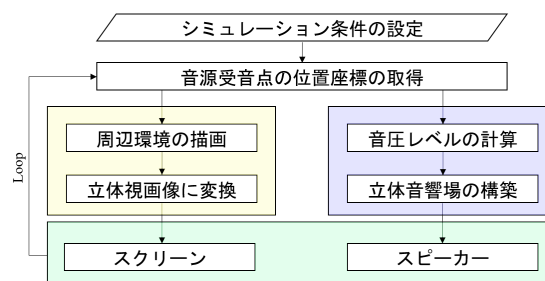 シミュレーション条件の設定
音源受音点の位置座標の取得
周辺環境の描画
音圧レベルの計算
Loop
立体視画像に変換
立体音響場の構築
スクリーン
スピーカー